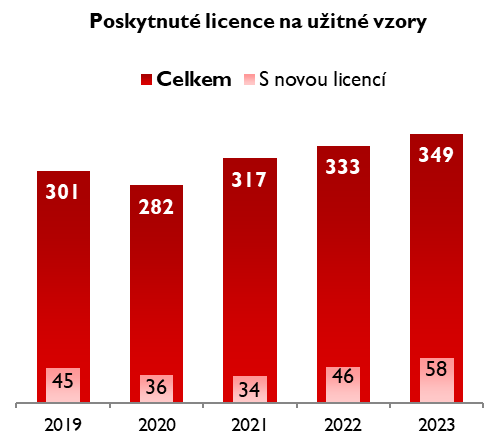 Poskytnuté licence na užitné vzory
Celkem S novou licencí
301 282 317 333 349
45 36 34 46 58
2019 2020 2021 2022 2023